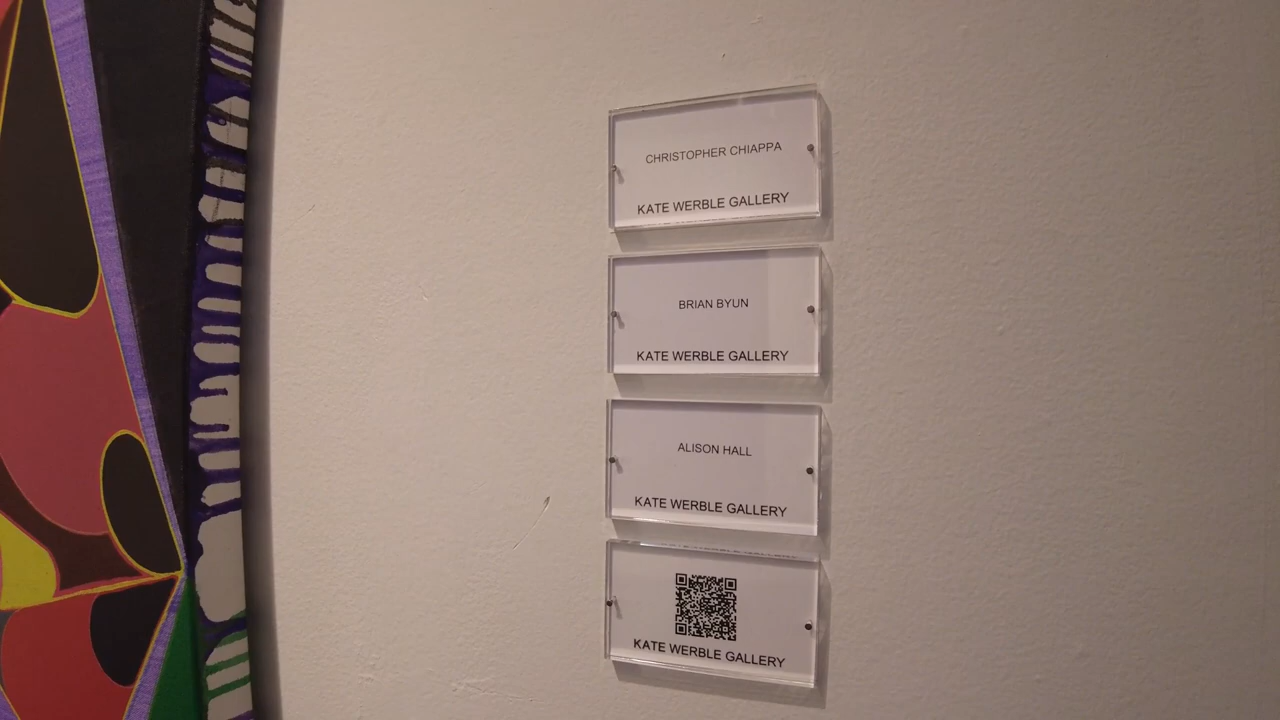 CHRISTOPHER CHIAPPA
KATE WERBLE GALLERY
BRIAN BYUN
KATE WERBLE GALLERY
ALISON HALL
KATE WERBLE GALLERY
KATE WERBLE GALLERY